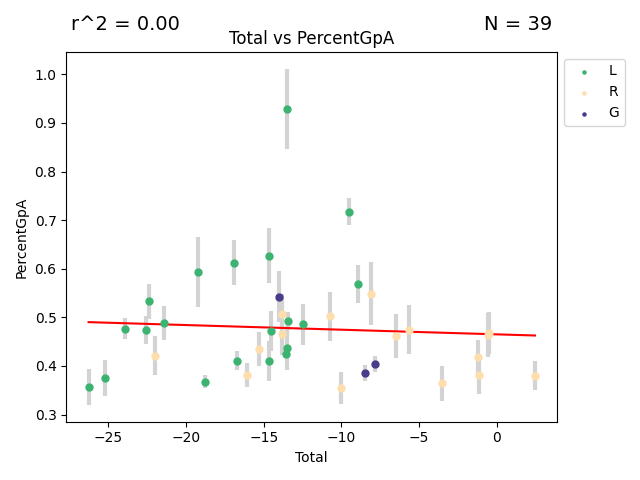 r^2 = 0.00
N = 39
Total vs PercentGpA
L
R
G
PercentGpA
1.0
0.9
0.8
0.7
0.6
0.5
0.4
0.3
−25
−20
−15
−10
−5
0
Total